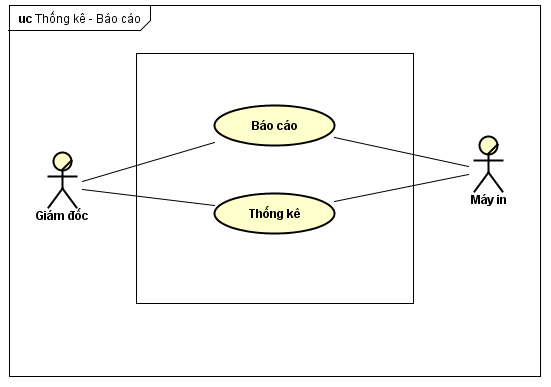 uc Thống kê - Báo cáo
Báo cáo
Giám đốc
Máy in
Thống kê